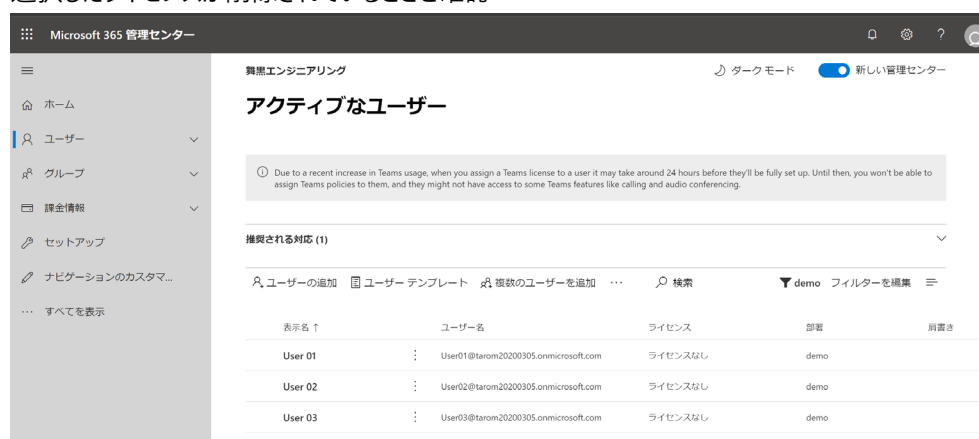 選択したライセンスが削除されていることを確認
Microsoft 365 管理センター
?
舞黒エンジニアリング
ダーク モード
新しい管理センター
ホーム
アクティブなユーザー
ユーザー
グループ
課金情報
セットアップ
ナビゲーションのカスタマ...
... すべてを表示
Due to a recent increase in Teams usage, when you assign a Teams license to a user it may take around 24 hours before they'll be fully set up. Until then, you won't be able to
assign Teams policies to them, and they might not have access to some Teams features like calling and audio conferencing.
推奨される対応 (1)
ユーザーの追加 ユーザー テンプレート 複数のユーザーを追加 ... 検索 demo フィルターを編集
表示名 ↑ ユーザー名 ライセンス 部署 肩書き
User 01 User01@tarom20200305.onmicrosoft.com ライセンスなし demo
User 02 User02@tarom20200305.onmicrosoft.com ライセンスなし demo
User 03 User03@tarom20200305.onmicrosoft.com ライセンスなし demo